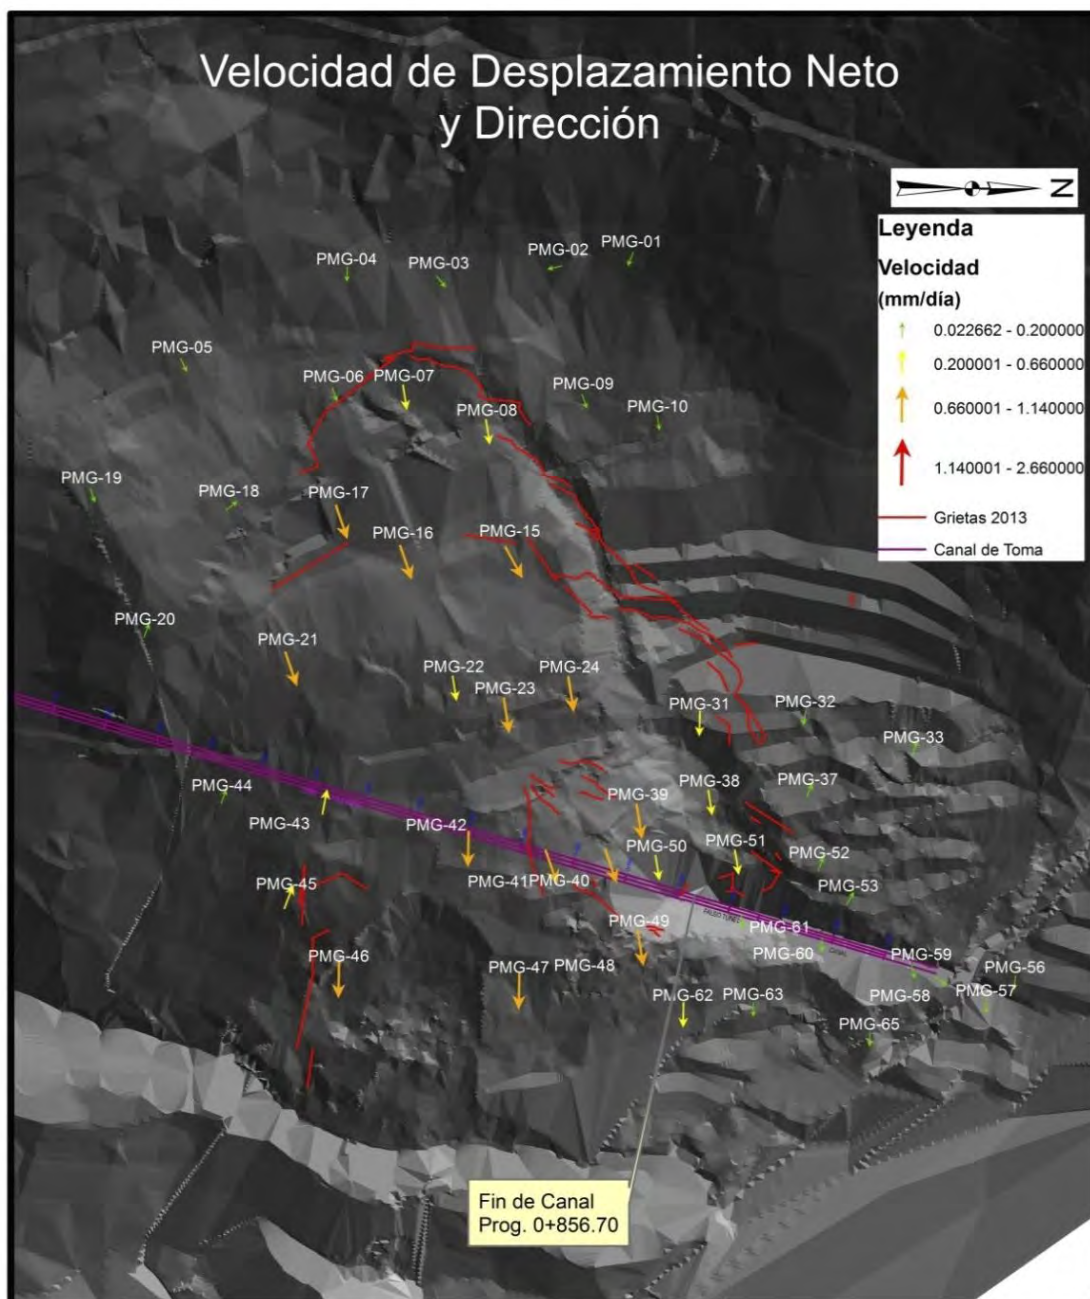 Velocidad de Desplazamiento Neto
y Dirección
N
Leyenda
Velocidad
(mm/día)
0.022662 - 0.200000
0.200001 - 0.660000
0.660001 - 1.140000
1.140001 - 2.660000
Grietas 2013
Canal de Toma
PMG-01
PMG-02
PMG-04
PMG-03
PMG-05
PMG-06
PMG-07
PMG-09
PMG-08
PMG-10
PMG-19
PMG-18
PMG-17
PMG-16
PMG-15
PMG-20
PMG-21
PMG-22
PMG-24
PMG-23
PMG-31
PMG-32
PMG-33
PMG-44
PMG-38
PMG-37
PMG-39
PMG-43
PMG-42
PMG-50
PMG-51
PMG-52
PMG-45
PMG-41
PMG-40
PMG-53
PMG-49
PMG-61
PMG-46
PMG-60
PMG-59
PMG-47
PMG-48
PMG-56
PMG-62
PMG-63
PMG-58
PMG-57
PMG-65
Fin de Canal
Prog. 0+856.70